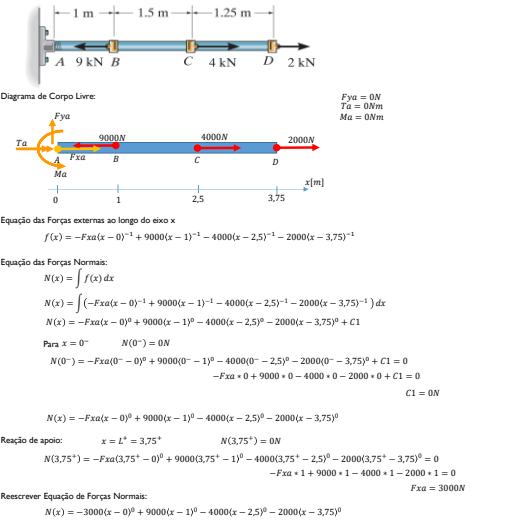 1 m 1.5 m 1.25 m
A 9 kN B C 4 kN D 2 kN
Diagrama de Corpo Livre:
Fya = 0N
Ta = 0Nm
Ma = 0Nm
Fya
Ta 9000N 4000N 2000N
A Fxa B C D
Ma
x[m]
0 1 2,5 3,75
Equação das Forças externas ao longo do eixo x
f(x) = −Fxa⟨x − 0⟩⁻¹ + 9000⟨x − 1⟩⁻¹ − 4000⟨x − 2,5⟩⁻¹ − 2000⟨x − 3,75⟩⁻¹
Equação das Forças Normais:
N(x) = ∫ f(x) dx
N(x) = ∫(−Fxa⟨x − 0⟩⁻¹ + 9000⟨x − 1⟩⁻¹ − 4000⟨x − 2,5⟩⁻¹ − 2000⟨x − 3,75⟩⁻¹ ) dx
N(x) = −Fxa⟨x − 0⟩⁰ + 9000⟨x − 1⟩⁰ − 4000⟨x − 2,5⟩⁰ − 2000⟨x − 3,75⟩⁰ + C1
Para x = 0⁻ N(0⁻) = 0N
N(0⁻) = −Fxa⟨0⁻ − 0⟩⁰ + 9000⟨0⁻ − 1⟩⁰ − 4000⟨0⁻ − 2,5⟩⁰ − 2000⟨0⁻ − 3,75⟩⁰ + C1 = 0
−Fxa ∗ 0 + 9000 ∗ 0 − 4000 ∗ 0 − 2000 ∗ 0 + C1 = 0
C1 = 0N
N(x) = −Fxa⟨x − 0⟩⁰ + 9000⟨x − 1⟩⁰ − 4000⟨x − 2,5⟩⁰ − 2000⟨x − 3,75⟩⁰
Reação de apoio: x = L⁺ = 3,75⁺ N(3,75⁺) = 0N
N(3,75⁺) = −Fxa⟨3,75⁺ − 0⟩⁰ + 9000⟨3,75⁺ − 1⟩⁰ − 4000⟨3,75⁺ − 2,5⟩⁰ − 2000⟨3,75⁺ − 3,75⟩⁰ = 0
−Fxa ∗ 1 + 9000 ∗ 1 − 4000 ∗ 1 − 2000 ∗ 1 = 0
Fxa = 3000N
Reescrever Equação de Forças Normais:
N(x) = −3000⟨x − 0⟩⁰ + 9000⟨x − 1⟩⁰ − 4000⟨x − 2,5⟩⁰ − 2000⟨x − 3,75⟩⁰